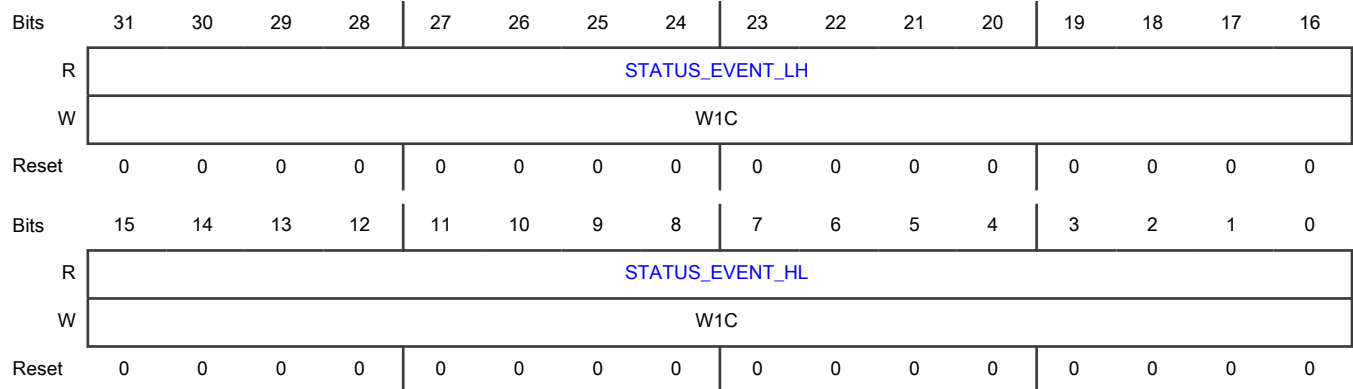 Bits 31 30 29 28 27 26 25 24 23 22 21 20 19 18 17 16
R STATUS_EVENT_LH
W W1C
Reset 0 0 0 0 0 0 0 0 0 0 0 0 0 0 0 0
Bits 15 14 13 12 11 10 9 8 7 6 5 4 3 2 1 0
R STATUS_EVENT_HL
W W1C
Reset 0 0 0 0 0 0 0 0 0 0 0 0 0 0 0 0